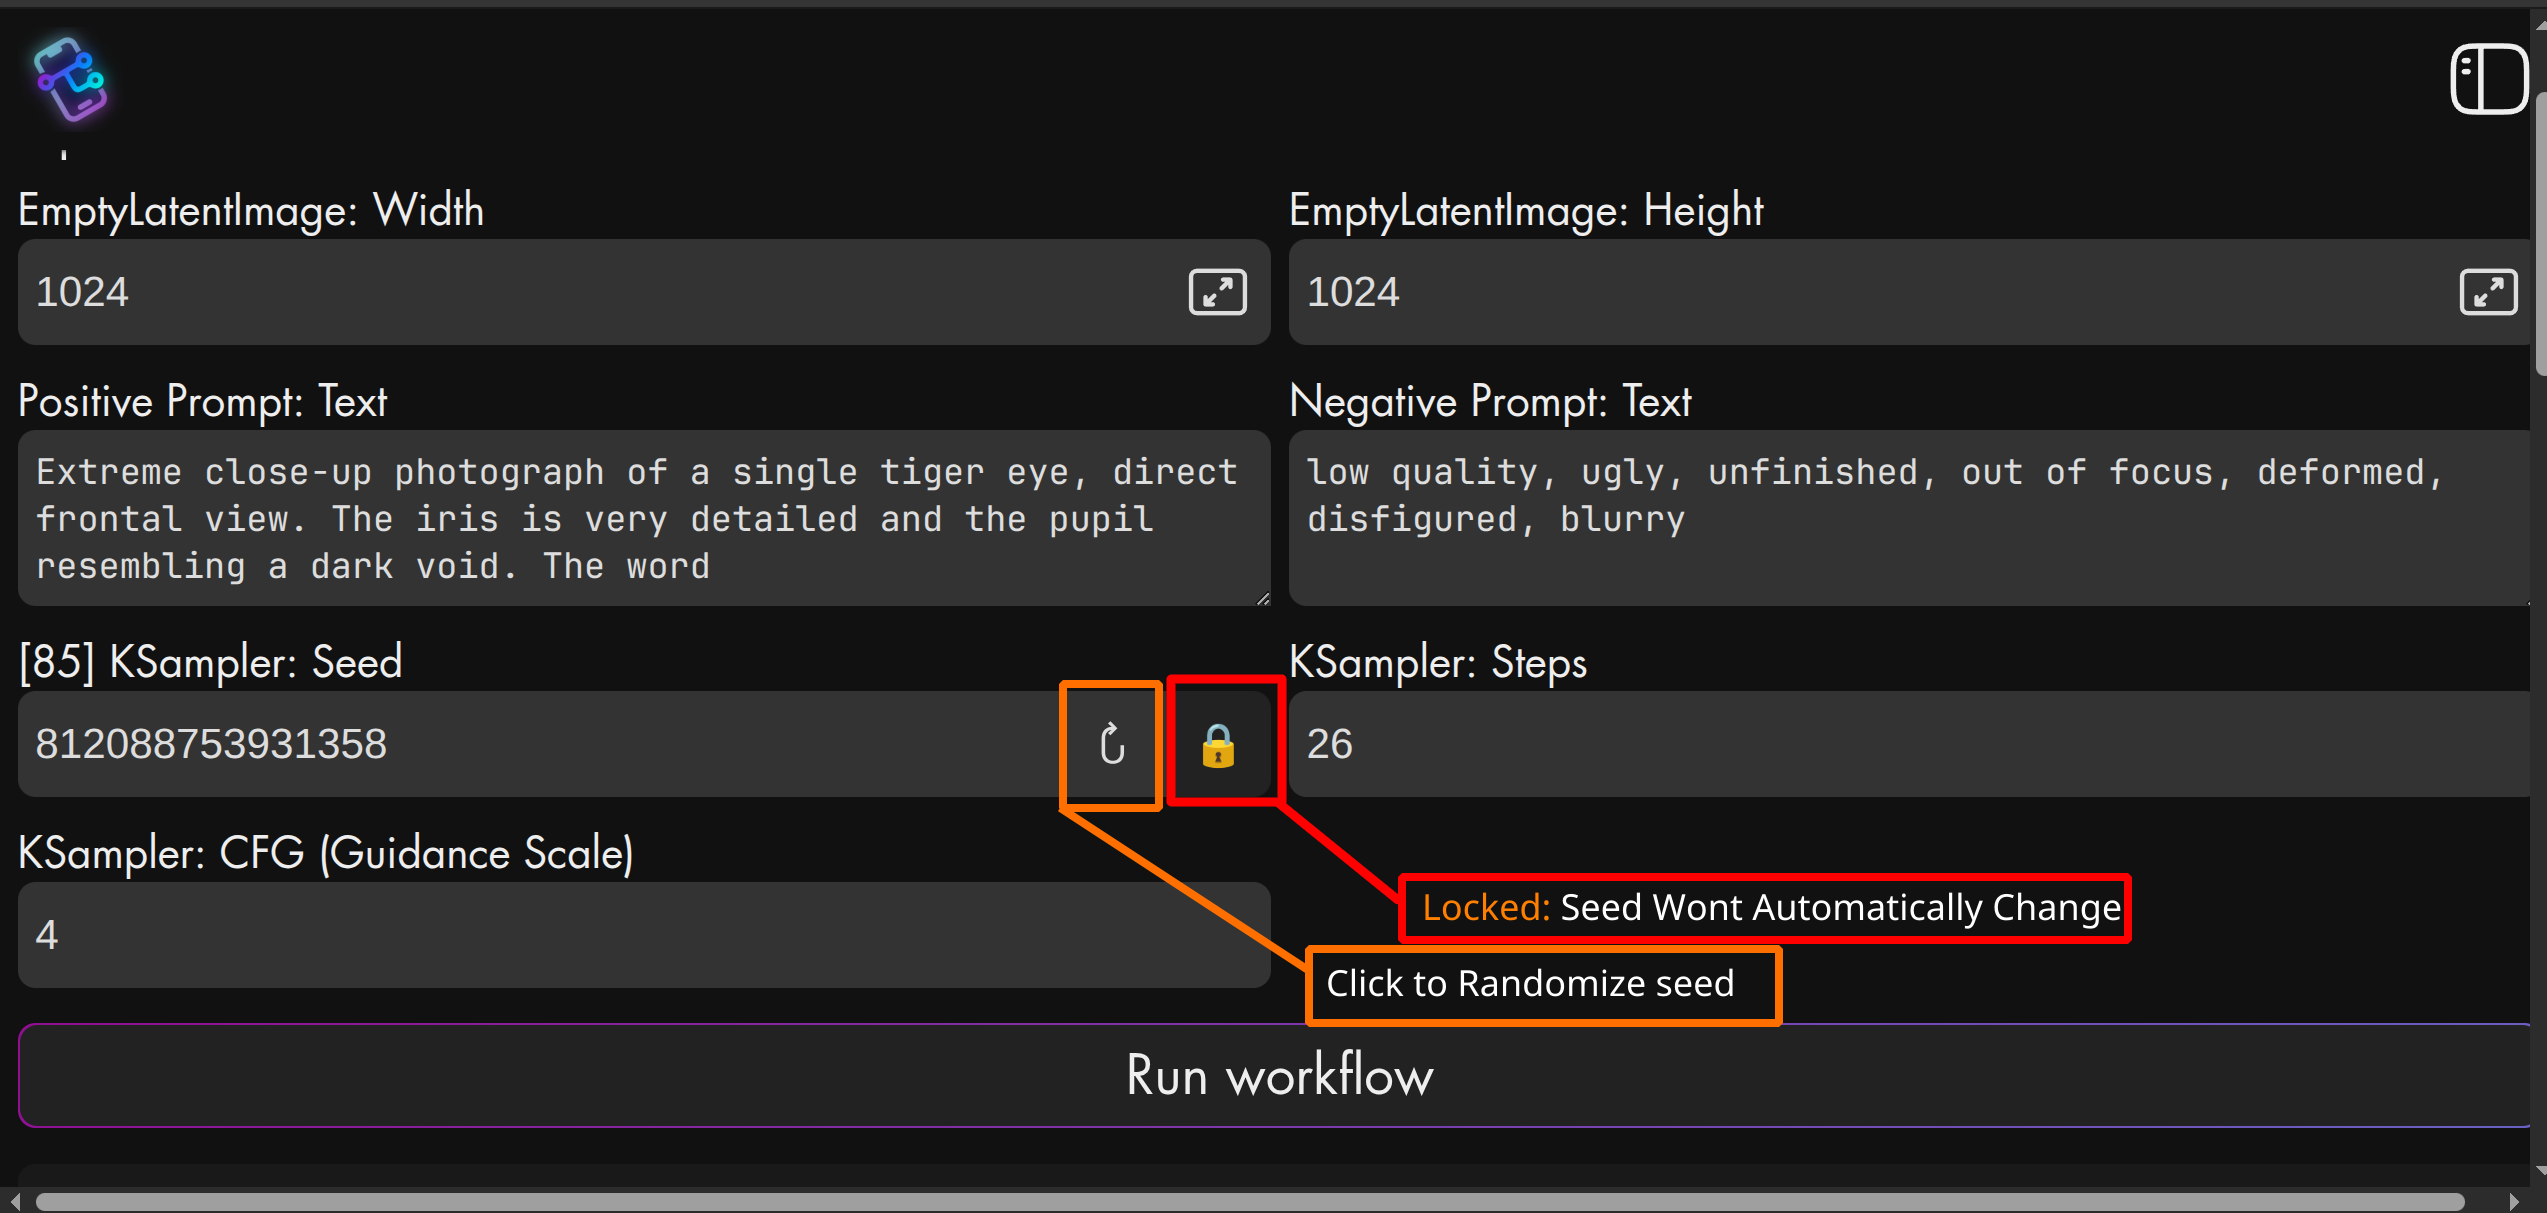 EmptyLatentImage: Width
EmptyLatentImage: Height
1024
1024
Positive Prompt: Text
Negative Prompt: Text
Extreme close-up photograph of a single tiger eye, direct
frontal view. The iris is very detailed and the pupil
resembling a dark void. The word
low quality, ugly, unfinished, out of focus, deformed,
disfigured, blurry
[85] KSampler: Seed
KSampler: Steps
812088753931358
26
KSampler: CFG (Guidance Scale)
4
Locked: Seed Wont Automatically Change
Click to Randomize seed
Run workflow